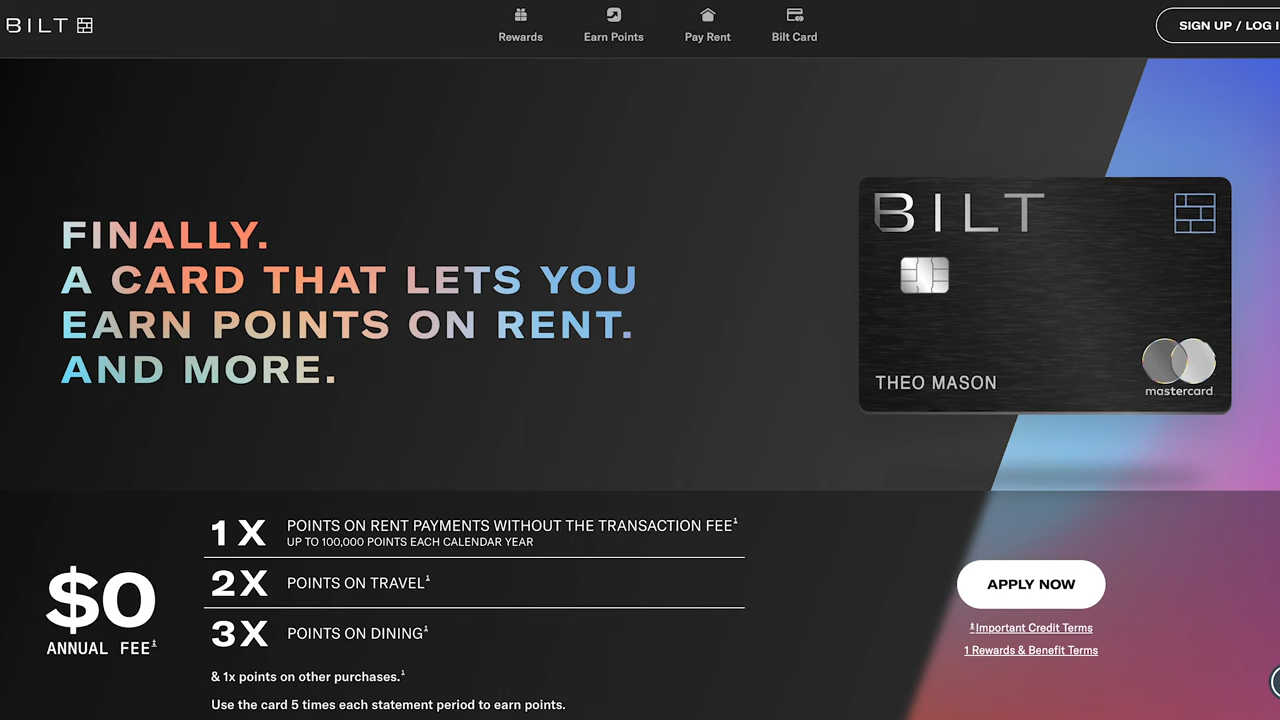 BILT
Rewards
Earn Points
Pay Rent
Bilt Card
SIGN UP / LOG I
FINALLY.
A CARD THAT LETS YOU
EARN POINTS ON RENT.
AND MORE.
BILT
THEO MASON
mastercard
$0
ANNUAL FEE¹
1X POINTS ON RENT PAYMENTS WITHOUT THE TRANSACTION FEE¹
UP TO 100,000 POINTS EACH CALENDAR YEAR
2X POINTS ON TRAVEL¹
3X POINTS ON DINING¹
& 1x points on other purchases.¹
Use the card 5 times each statement period to earn points.
APPLY NOW
¹Important Credit Terms
1 Rewards & Benefit Terms